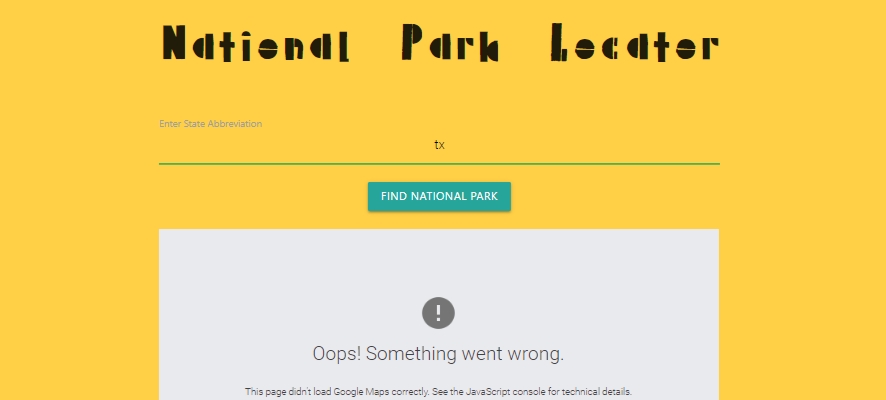 National Park Locator
Enter State Abbreviation
tx
FIND NATIONAL PARK
!
Oops! Something went wrong.
This page didn't load Google Maps correctly. See the JavaScript console for technical details.